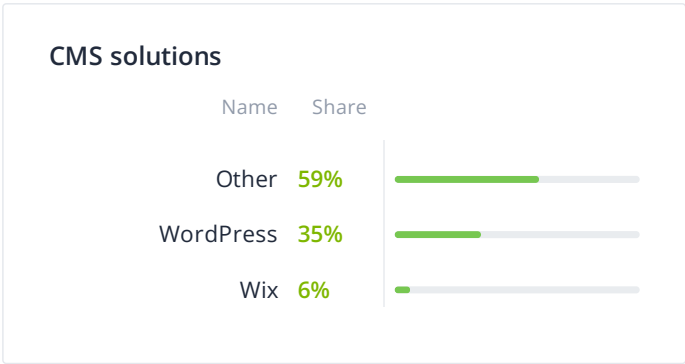 CMS solutions
Name Share
Other 59%
WordPress 35%
Wix 6%